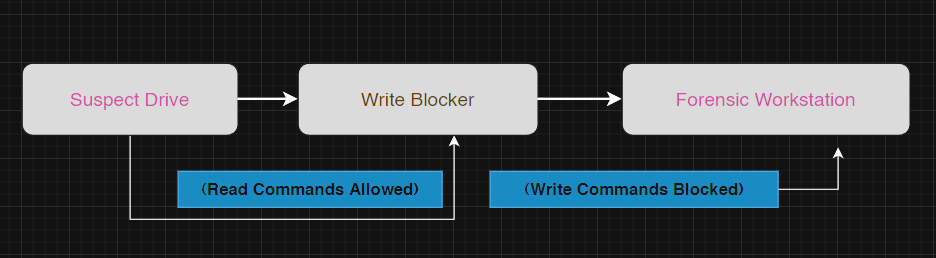 Suspect Drive
Write Blocker
Forensic Workstation
(Read Commands Allowed)
(Write Commands Blocked)